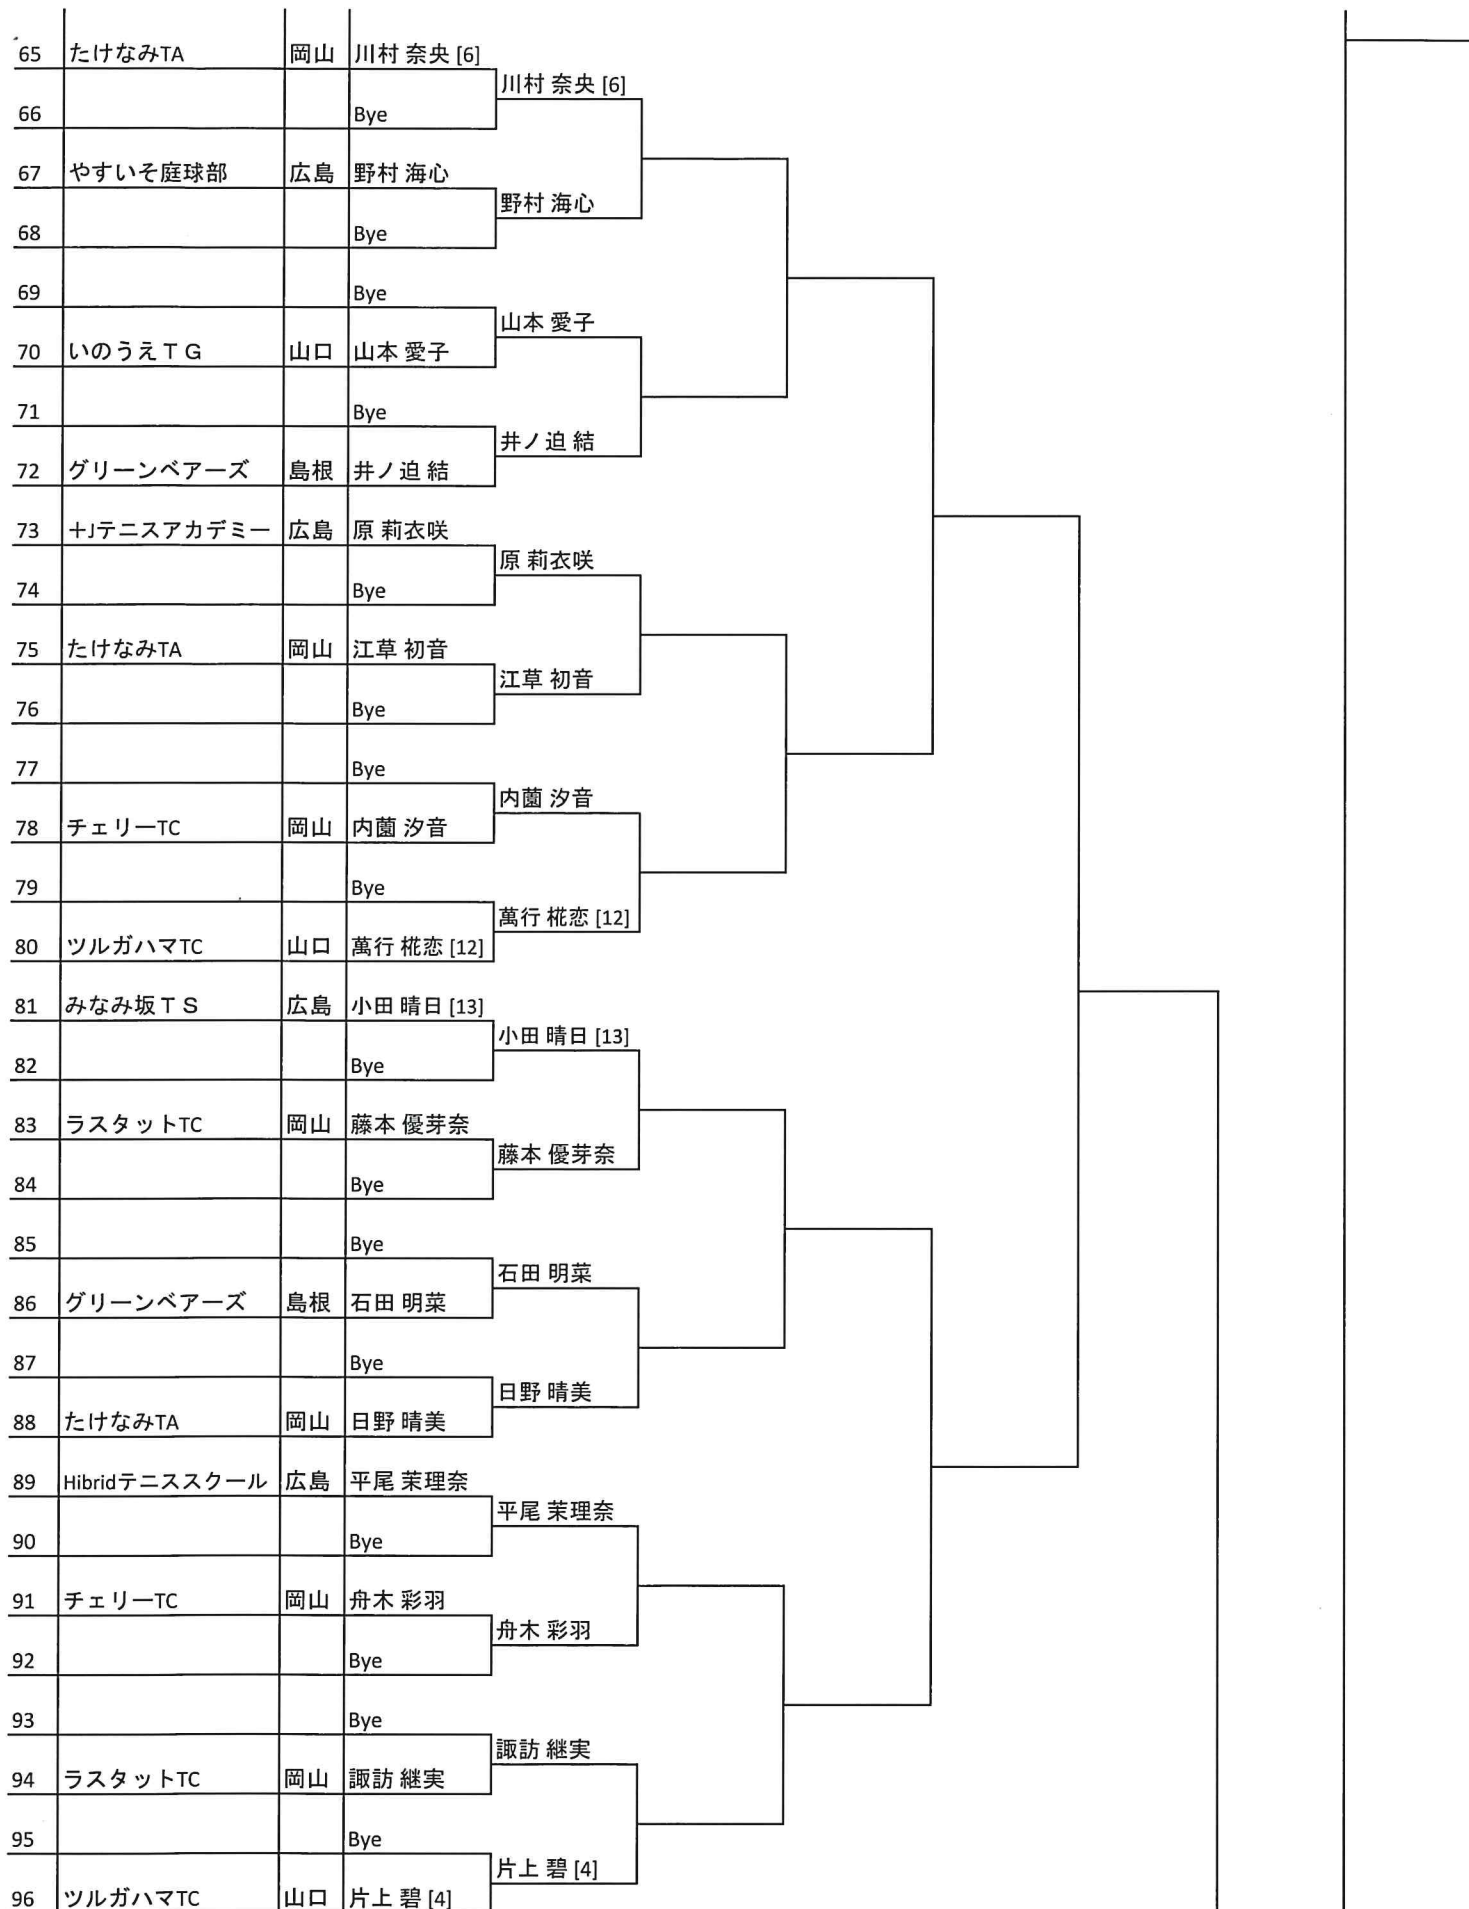 65 たけなみTA 岡山 川村 奈央 [6]
川村 奈央 [6]
66 Bye
67 やすいそ庭球部 広島 野村 海心
野村 海心
68 Bye
69 Bye
山本 愛子
70 いのうえＴＧ 山口 山本 愛子
71 Bye
井ノ迫 結
72 グリーンベアーズ 島根 井ノ迫 結
73 ＋Jテニスアカデミー 広島 原 莉衣咲
原 莉衣咲
74 Bye
75 たけなみTA 岡山 江草 初音
江草 初音
76 Bye
77 Bye
内薗 汐音
78 チェリーTC 岡山 内薗 汐音
79 Bye
萬行 椛恋 [12]
80 ツルガハマTC 山口 萬行 椛恋 [12]
81 みなみ坂ＴＳ 広島 小田 晴日 [13]
小田 晴日 [13]
82 Bye
83 ラスタットTC 岡山 藤本 優芽奈
藤本 優芽奈
84 Bye
85 Bye
石田 明菜
86 グリーンベアーズ 島根 石田 明菜
87 Bye
日野 晴美
88 たけなみTA 岡山 日野 晴美
89 Hibridテニススクール 広島 平尾 茉理奈
平尾 茉理奈
90 Bye
91 チェリーTC 岡山 舟木 彩羽
舟木 彩羽
92 Bye
93 Bye
諏訪 継実
94 ラスタットTC 岡山 諏訪 継実
95 Bye
片上 碧 [4]
96 ツルガハマTC 山口 片上 碧 [4]